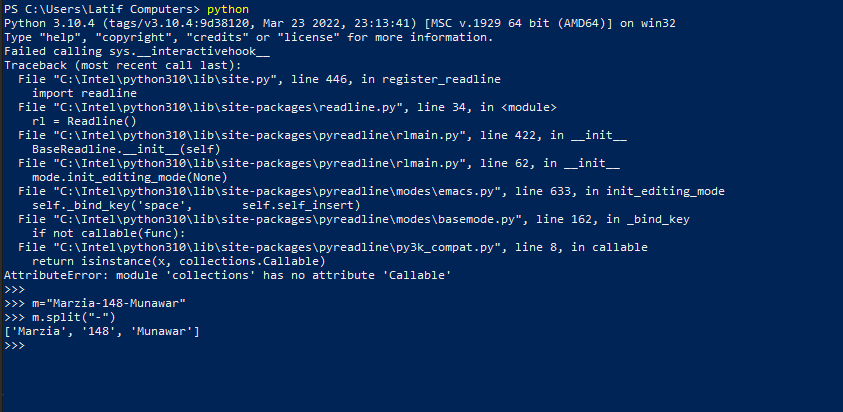 PS C:\Users\Latif Computers> python
Python 3.10.4 (tags/v3.10.4:9d38120, Mar 23 2022, 23:13:41) [MSC v.1929 64 bit (AMD64)] on win32
Type "help", "copyright", "credits" or "license" for more information.
Failed calling sys.__interactivehook__
Traceback (most recent call last):
  File "C:\Intel\python310\lib\site.py", line 446, in register_readline
    import readline
  File "C:\Intel\python310\lib\site-packages\readline.py", line 34, in <module>
    rl = Readline()
  File "C:\Intel\python310\lib\site-packages\pyreadline\rlmain.py", line 422, in __init__
    BaseReadline.__init__(self)
  File "C:\Intel\python310\lib\site-packages\pyreadline\rlmain.py", line 62, in __init__
    mode.init_editing_mode(None)
  File "C:\Intel\python310\lib\site-packages\pyreadline\modes\emacs.py", line 633, in init_editing_mode
    self._bind_key('space',       self.self_insert)
  File "C:\Intel\python310\lib\site-packages\pyreadline\modes\basemode.py", line 162, in _bind_key
    if not callable(func):
  File "C:\Intel\python310\lib\site-packages\pyreadline\py3k_compat.py", line 8, in callable
    return isinstance(x, collections.Callable)
AttributeError: module 'collections' has no attribute 'Callable'
>>>
>>> m="Marzia-148-Munawar"
>>> m.split("-")
['Marzia', '148', 'Munawar']
>>>